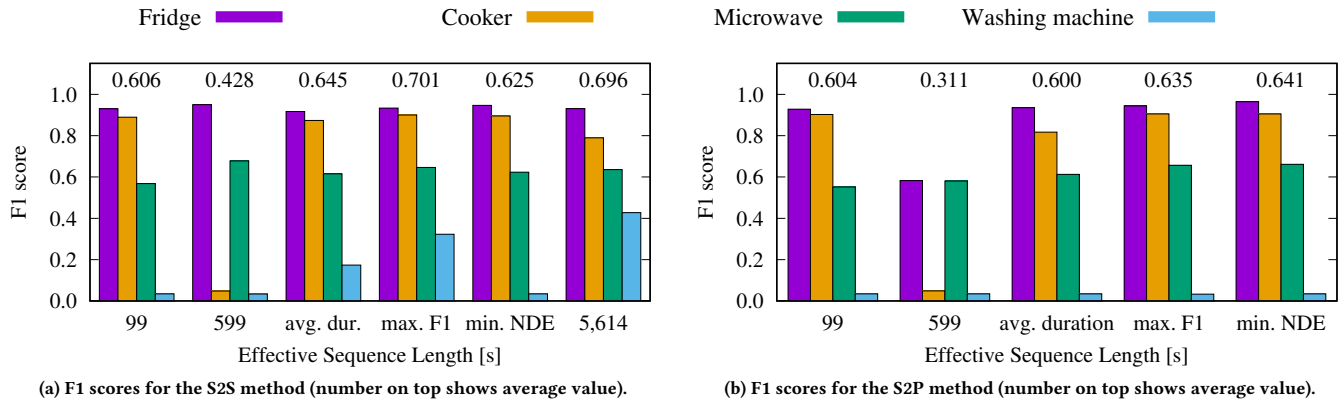 Fridge Cooker Microwave Washing machine
0.606 0.428 0.645 0.701 0.625 0.696
1.0
0.8
0.6
0.4
0.2
0.0
F1 score
99 599 avg. dur. max. F1 min. NDE 5,614
Effective Sequence Length [s]
(a) F1 scores for the S2S method (number on top shows average value).
0.604 0.311 0.600 0.635 0.641
1.0
0.8
0.6
0.4
0.2
0.0
F1 score
99 599 avg. duration max. F1 min. NDE
Effective Sequence Length [s]
(b) F1 scores for the S2P method (number on top shows average value).